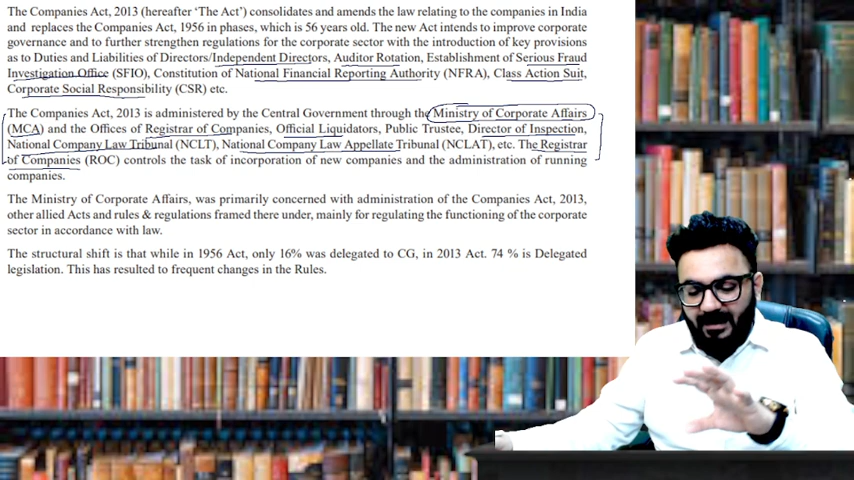 The Companies Act, 2013 (hereafter ‘The Act’) consolidates and amends the law relating to the companies in India
and replaces the Companies Act, 1956 in phases, which is 56 years old. The new Act intends to improve corporate
governance and to further strengthen regulations for the corporate sector with the introduction of key provisions
as to Duties and Liabilities of Directors/Independent Directors, Auditor Rotation, Establishment of Serious Fraud
Investigation Office (SFIO), Constitution of National Financial Reporting Authority (NFRA), Class Action Suit,
Corporate Social Responsibility (CSR) etc.
The Companies Act, 2013 is administered by the Central Government through the Ministry of Corporate Affairs
(MCA) and the Offices of Registrar of Companies, Official Liquidators, Public Trustee, Director of Inspection,
National Company Law Tribunal (NCLT), National Company Law Appellate Tribunal (NCLAT), etc. The Registrar
of Companies (ROC) controls the task of incorporation of new companies and the administration of running
companies.
The Ministry of Corporate Affairs, was primarily concerned with administration of the Companies Act, 2013,
other allied Acts and rules & regulations framed there under, mainly for regulating the functioning of the corporate
sector in accordance with law.
The structural shift is that while in 1956 Act, only 16% was delegated to CG, in 2013 Act. 74 % is Delegated
legislation. This has resulted to frequent changes in the Rules.